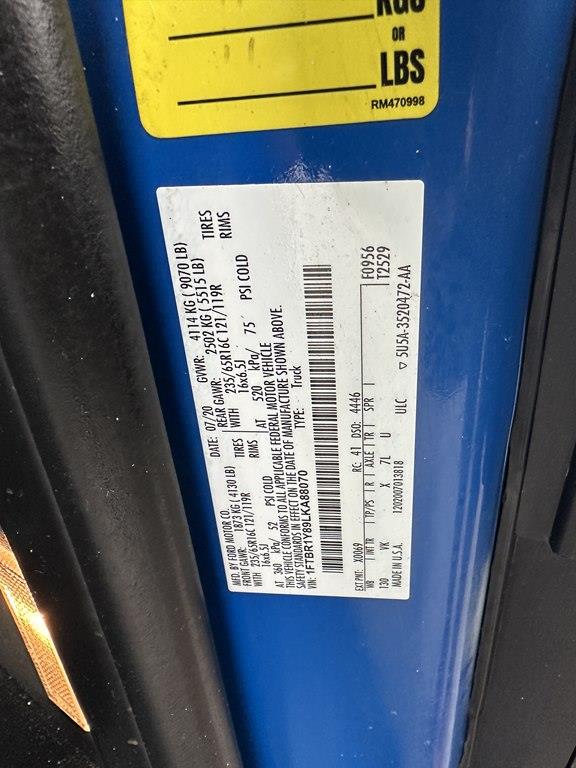 KGS
OR
LBS
RM470998
MFD. BY FORD MOTOR CO.
DATE: 07/20 GVWR: 4114 KG ( 9070 LB)
FRONT GAWR: 1873 KG ( 4130 LB) REAR GAWR: 2502 KG ( 5515 LB)
WITH 235/65R16C 121/119R TIRES WITH 235/65R16C 121/119R TIRES
16x6.5J RIMS 16x6.5J RIMS
AT 360 kPa/ 52 PSI COLD AT 520 kPa/ 75 PSI COLD
THIS VEHICLE CONFORMS TO ALL APPLICABLE FEDERAL MOTOR VEHICLE
SAFETY STANDARDS IN EFFECT ON THE DATE OF MANUFACTURE SHOWN ABOVE.
VIN: 1FTBR1Y89LKA88070 TYPE: Truck
EXT PNT: X0069 RC: 41 DSO: 4446 F0956
WB INT TR TP/PS R AXLE TR SPR T2529
130 VK X 7L U
MADE IN U.S.A. 1202007013818 ULC ▽ 5U5A-3520472-AA